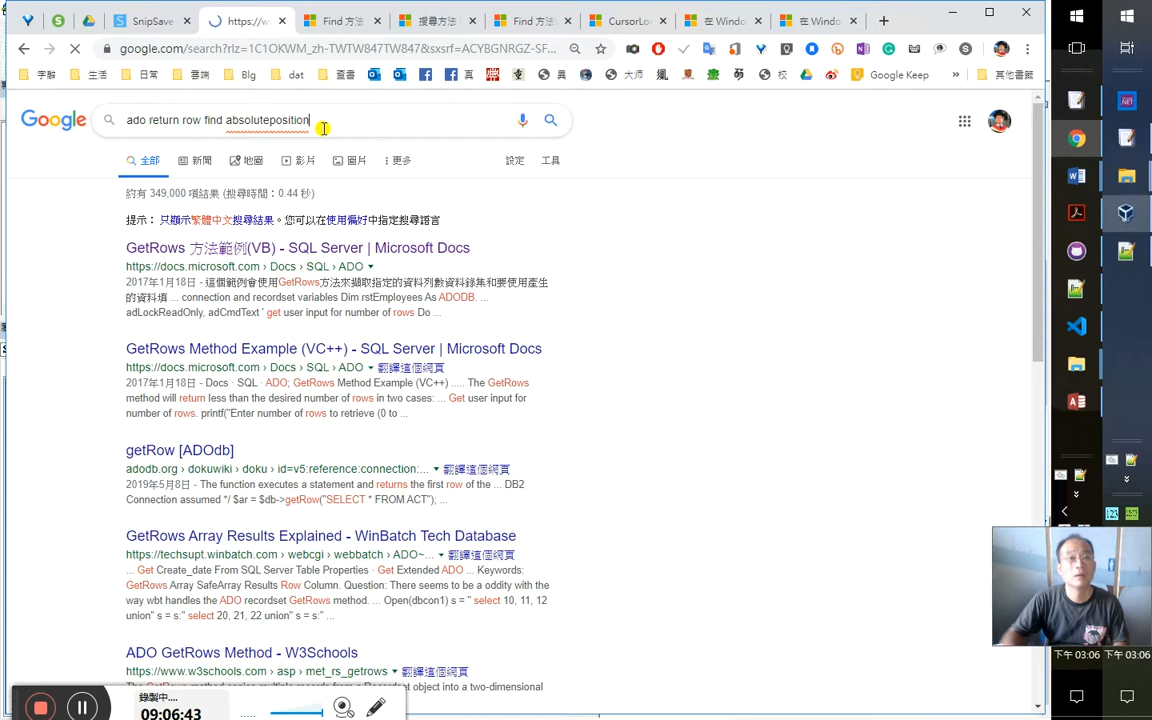 SnipSave
https://w
Find 方法
搜尋方法
Find 方法
CursorLo
在 Windo
在 Windo
google.com/search?rlz=1C1OKWM_zh-TWTW847TW847&sxsrf=ACYBGNRGZ-SF...
字辭
生活
日常
雲端
Blg
dat
查書
真
異
大师
校
Google Keep
其他書籤
Google
ado return row find absoluteposition
全部
新聞
地圖
影片
圖片
更多
設定
工具
約有 349,000 項結果 (搜尋時間：0.44 秒)
提示： 只顯示繁體中文搜尋結果。您可以在使用偏好中指定搜尋語言
GetRows 方法範例(VB) - SQL Server | Microsoft Docs
https://docs.microsoft.com › Docs › SQL › ADO
2017年1月18日 - 這個範例會使用GetRows方法來擷取指定的資料列數資料錄集和要使用產生
的資料填 ... connection and recordset variables Dim rstEmployees As ADODB. ...
adLockReadOnly, adCmdText ' get user input for number of rows Do ...
GetRows Method Example (VC++) - SQL Server | Microsoft Docs
https://docs.microsoft.com › Docs › SQL › ADO 翻譯這個網頁
2017年1月18日 - Docs · SQL · ADO; GetRows Method Example (VC++) ..... The GetRows
method will return less than the desired number of rows in two cases: ... Get user input for
number of rows. printf("Enter number of rows to retrieve (0 to ...
getRow [ADOdb]
adodb.org › dokuwiki › doku › id=v5:reference:connection:... 翻譯這個網頁
2019年5月8日 - The function executes a statement and returns the first row of the ... DB2
Connection assumed */ $ar = $db->getRow("SELECT * FROM ACT"); ...
GetRows Array Results Explained - WinBatch Tech Database
https://techsupt.winbatch.com › webcgi › webbatch › ADO~... 翻譯這個網頁
... Get Create_date From SQL Server Table Properties · Get Extended ADO ... Keywords:
GetRows Array SafeArray Results Row Column. Question: There seems to be a oddity with the
way wbt handles the ADO recordset GetRows method. ... Open(dbcon1) s = " select 10, 11, 12
union" s = s:" select 20, 21, 22 union" s = s:" ...
ADO GetRows Method - W3Schools
https://www.w3schools.com › asp › met_rs_getrows 翻譯這個網頁
錄製中....
09:06:43
下午 03:06
下午 03:06